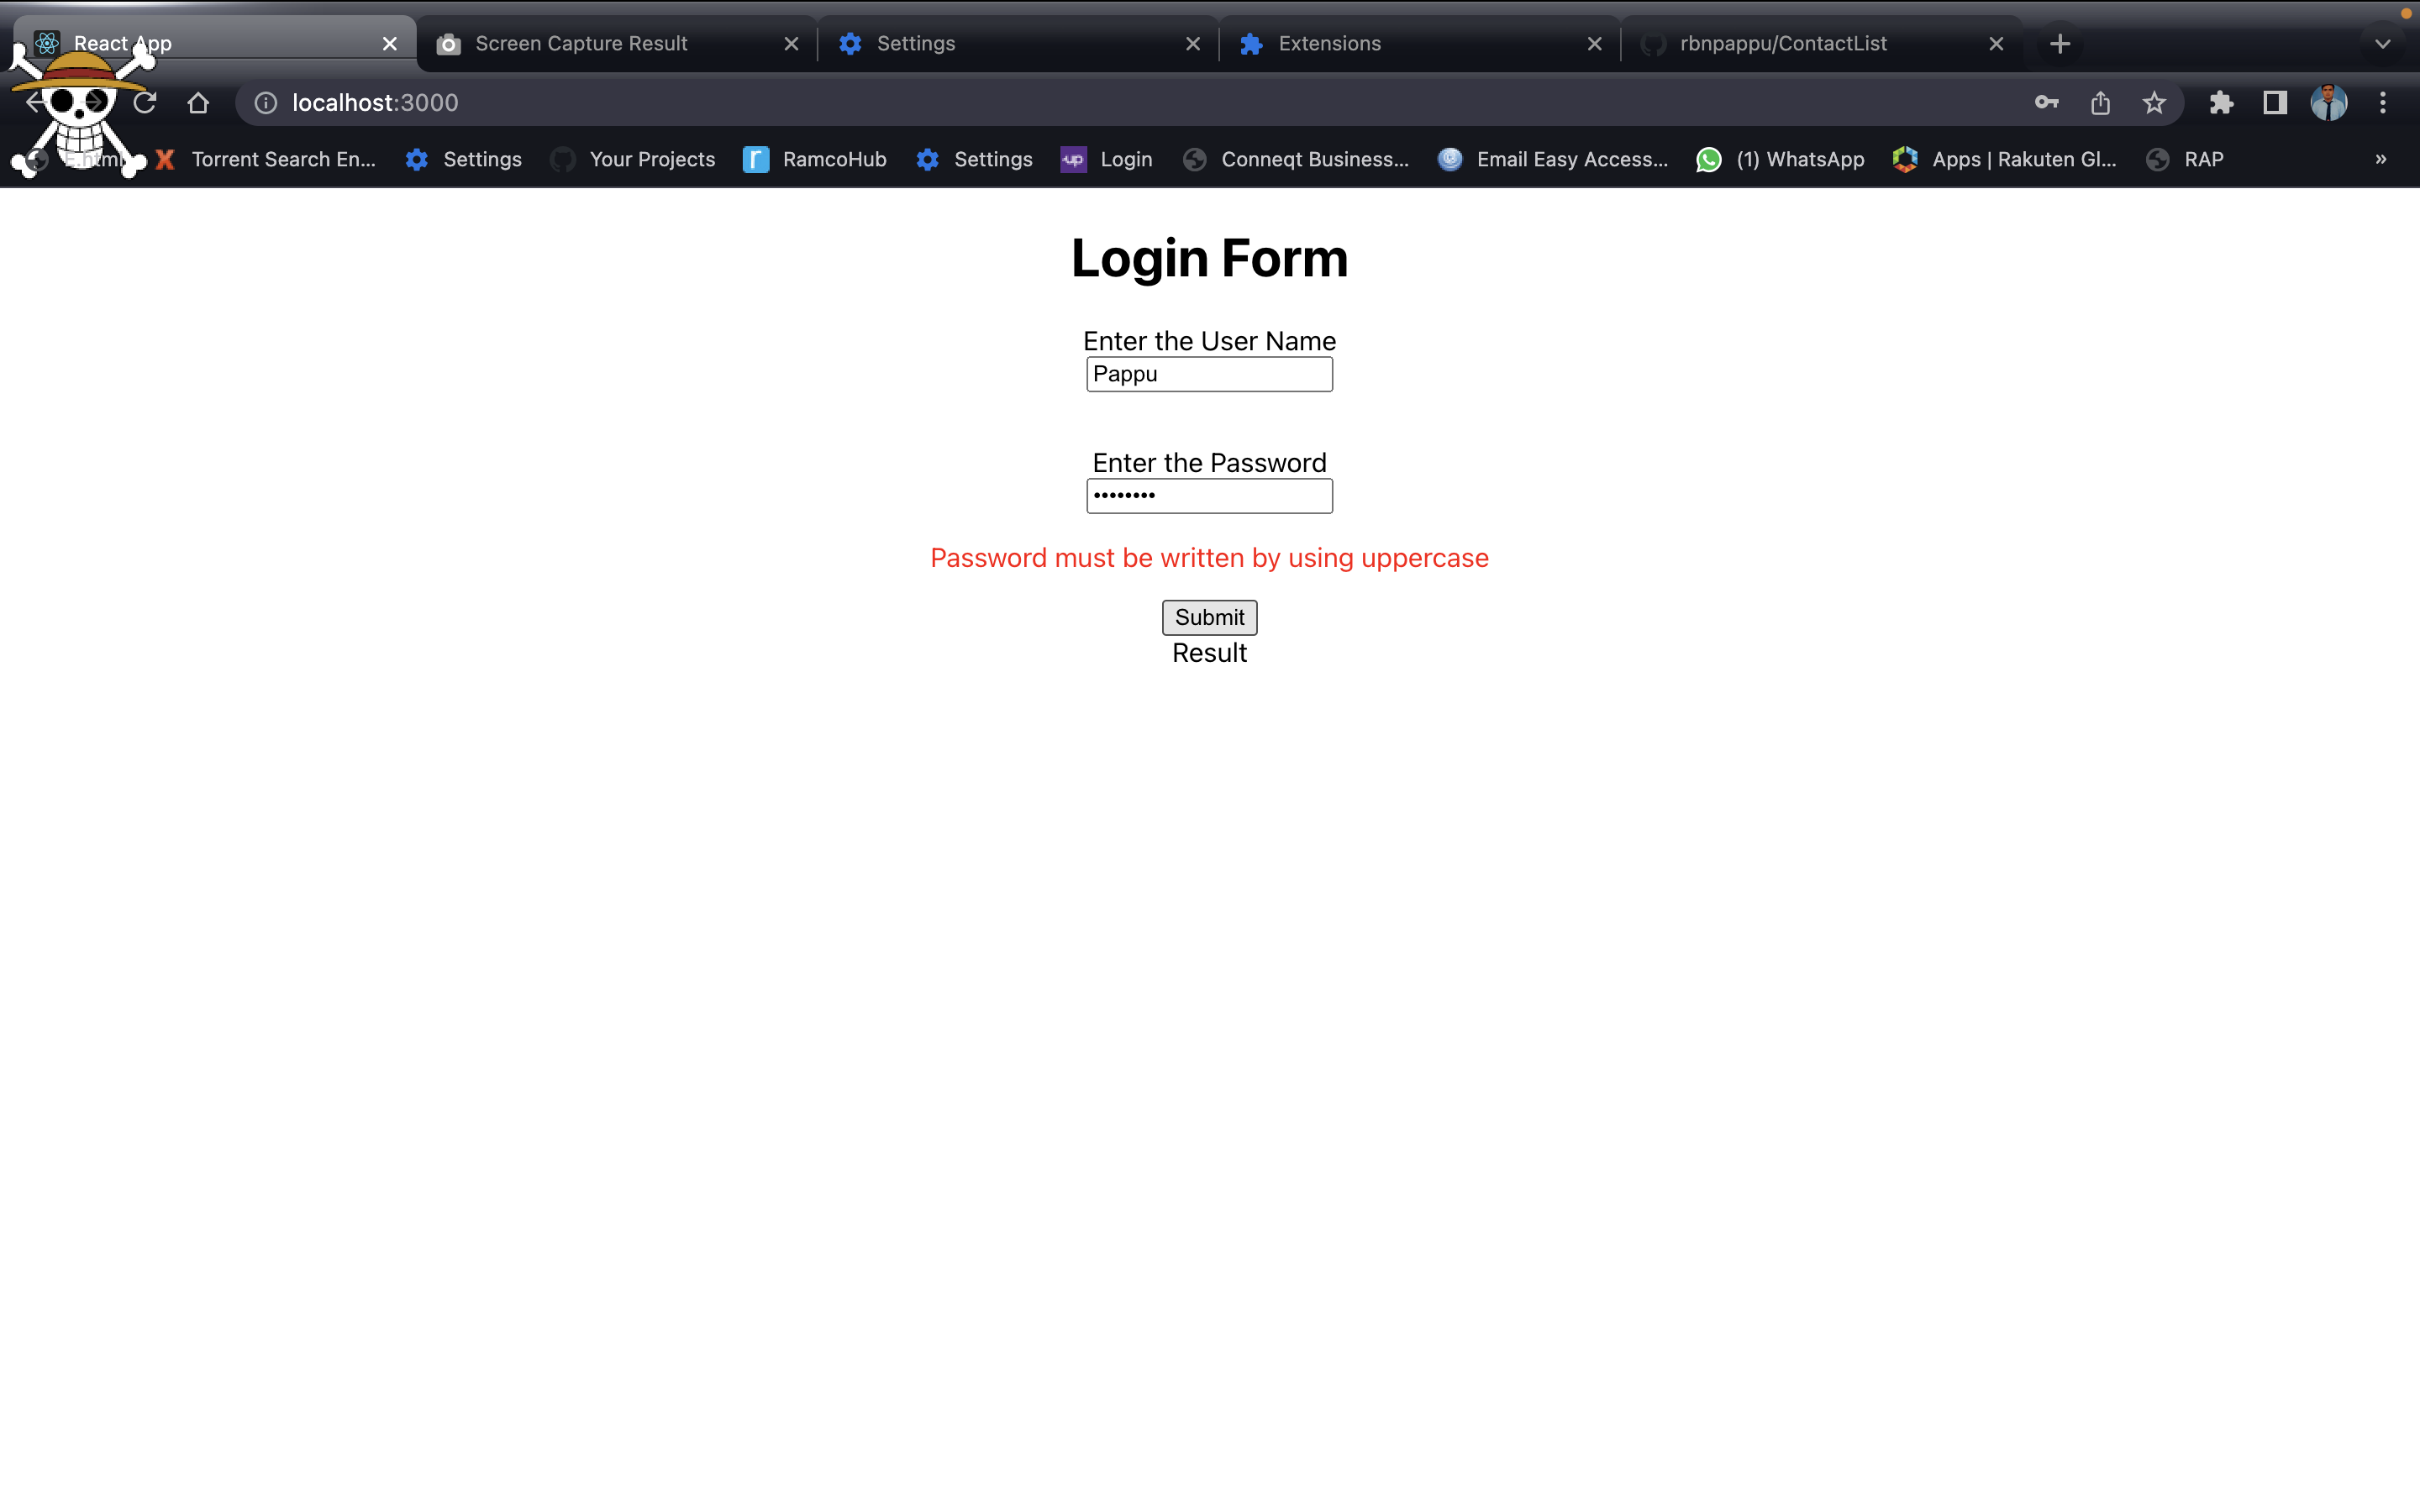 React App
Screen Capture Result
Settings
Extensions
rbnpappu/ContactList
localhost:3000
Torrent Search En...
Settings
Your Projects
RamcoHub
Settings
up Login
Conneqt Business...
Email Easy Access...
(1) WhatsApp
Apps | Rakuten Gl...
RAP
»
Login Form
Enter the User Name
Pappu
Enter the Password
••••••••
Password must be written by using uppercase
Submit
Result